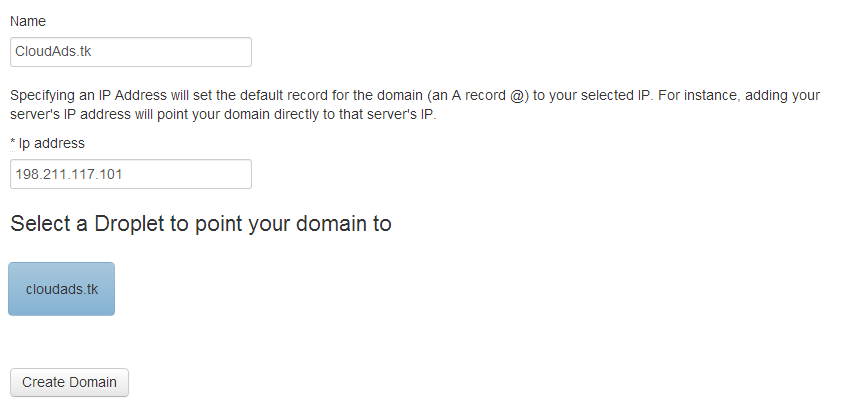 Name
CloudAds.tk
Specifying an IP Address will set the default record for the domain (an A record @) to your selected IP. For instance, adding your
server's IP address will point your domain directly to that server's IP.
* Ip address
198.211.117.101
Select a Droplet to point your domain to
cloudads.tk
Create Domain